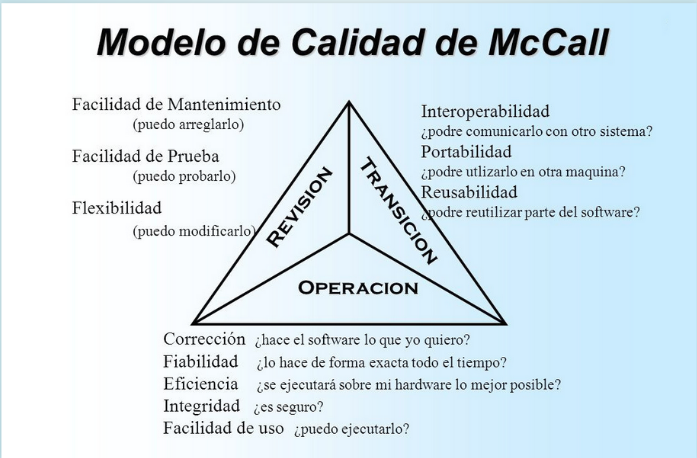 Modelo de Calidad de McCall
Facilidad de Mantenimiento
(puedo arreglarlo)
Facilidad de Prueba
(puedo probarlo)
Flexibilidad
(puedo modificarlo)
Interoperabilidad
¿podre comunicarlo con otro sistema?
Portabilidad
¿podre utlizarlo en otra maquina?
Reusabilidad
¿podre reutilizar parte del software?
REVISION
TRANSICION
OPERACION
Corrección ¿hace el software lo que yo quiero?
Fiabilidad ¿lo hace de forma exacta todo el tiempo?
Eficiencia ¿se ejecutará sobre mi hardware lo mejor posible?
Integridad ¿es seguro?
Facilidad de uso ¿puedo ejecutarlo?